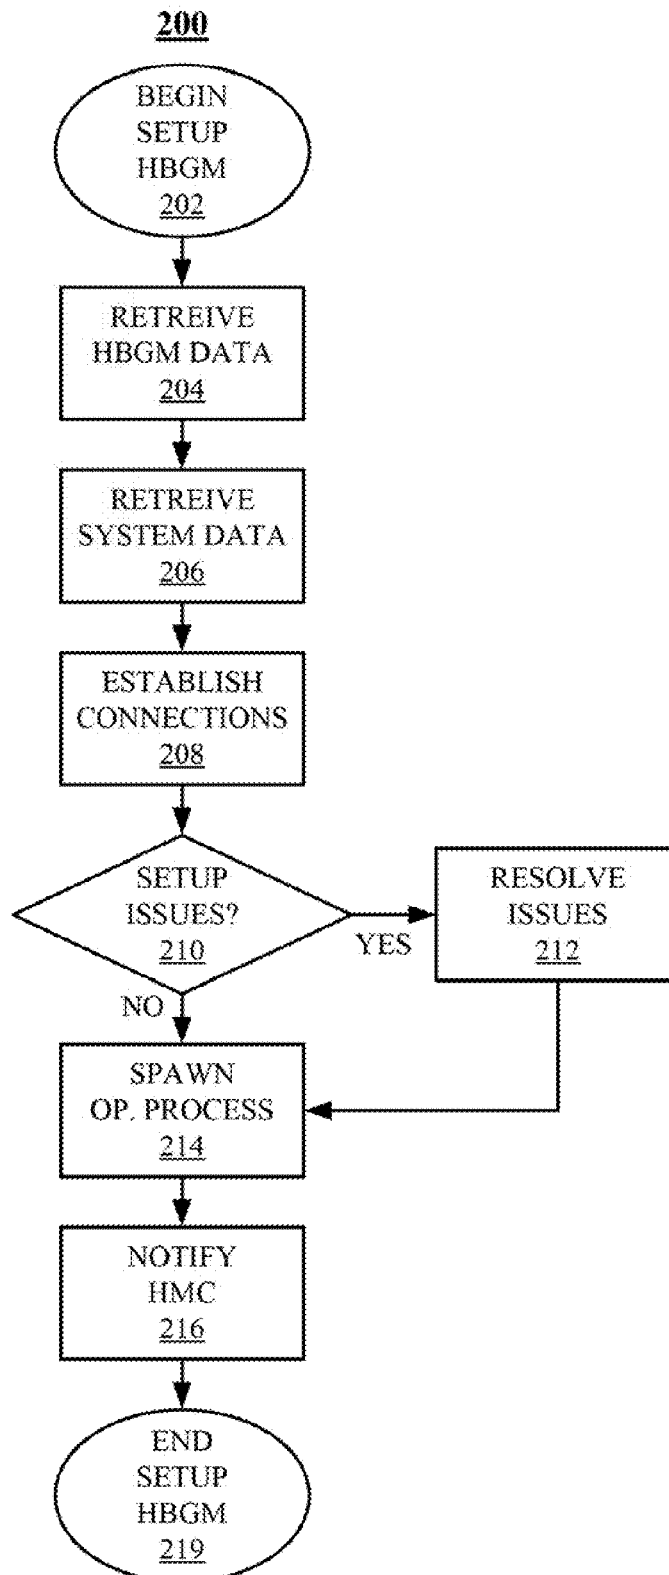 200
BEGIN
SETUP
HBGM
202
RETREIVE
HBGM DATA
204
RETREIVE
SYSTEM DATA
206
ESTABLISH
CONNECTIONS
208
SETUP
ISSUES?
210
YES
RESOLVE
ISSUES
212
NO
SPAWN
OP. PROCESS
214
NOTIFY
HMC
216
END
SETUP
HBGM
219